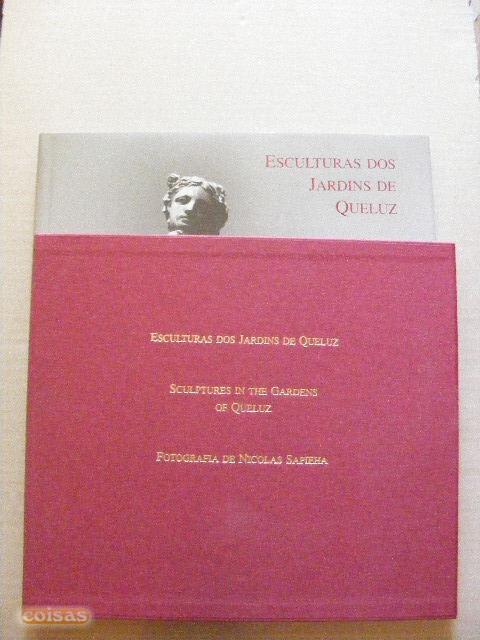 ESCULTURAS DOS
JARDINS DE
QUELUZ
ESCULTURAS DOS JARDINS DE QUELUZ
SCULPTURES IN THE GARDENS
OF QUELUZ
FOTOGRAFIA DE NICOLAS SAPIEHA
coisas